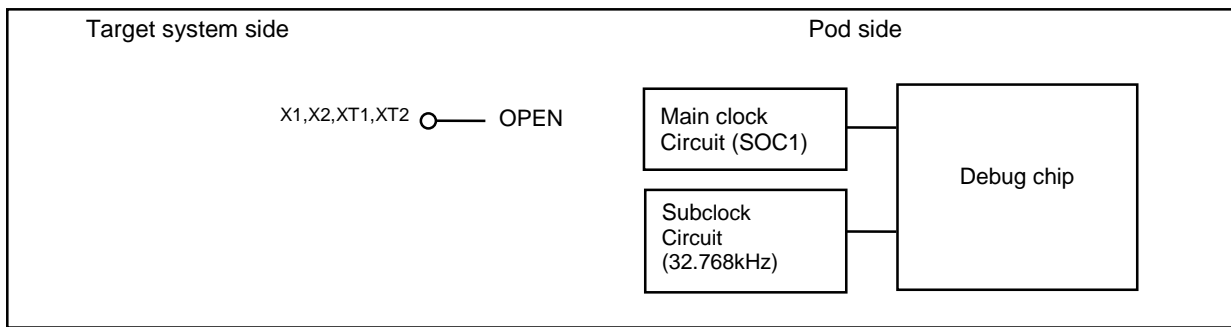 Target system side
Pod side
X1,X2,XT1,XT2
OPEN
Main clock
Circuit (SOC1)
Debug chip
Subclock
Circuit
(32.768kHz)